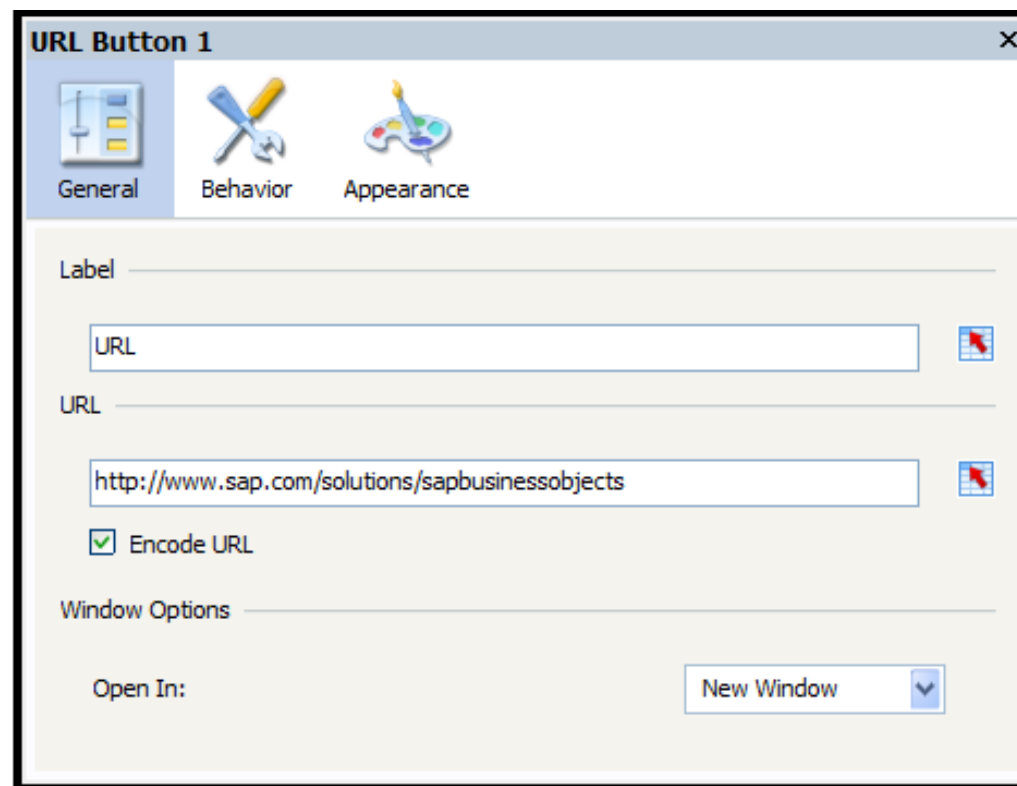 URL Button 1
General Behavior Appearance
Label
URL
URL
http://www.sap.com/solutions/sapbusinessobjects
Encode URL
Window Options
Open In: New Window